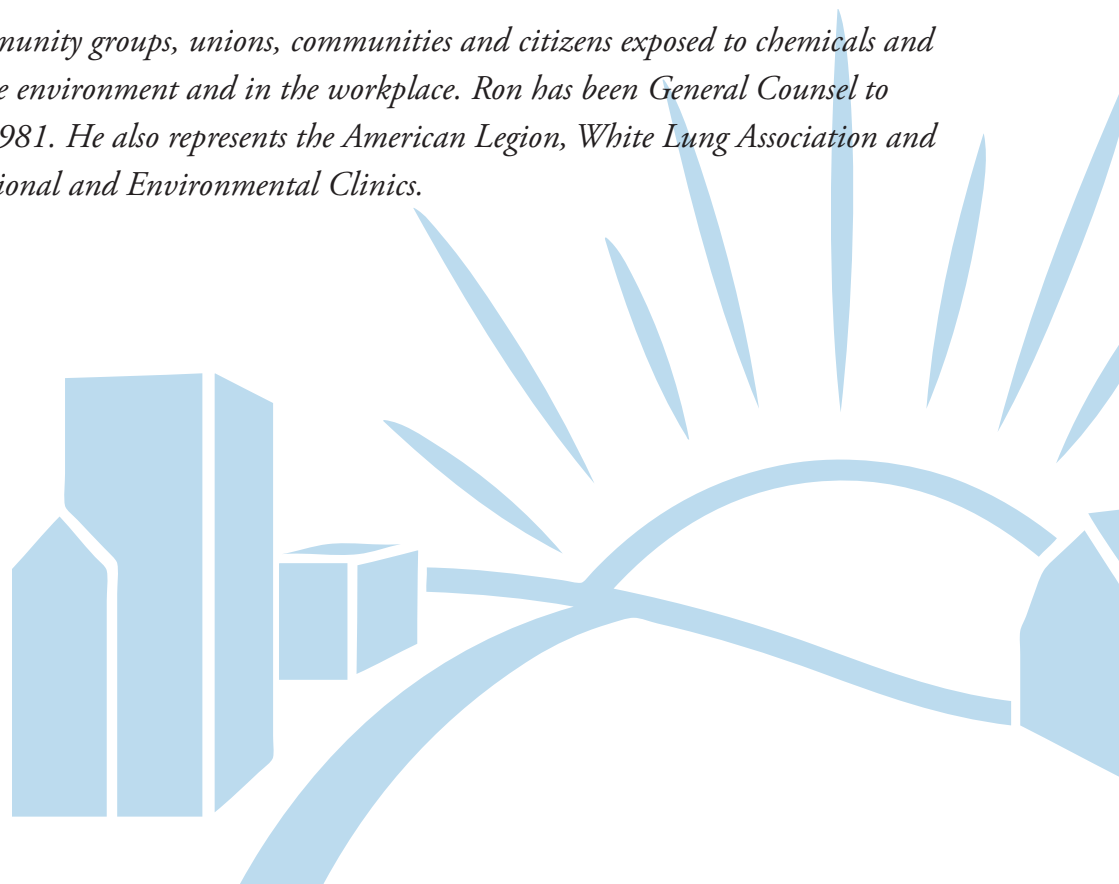 munity groups, unions, communities and citizens exposed to chemicals and
e environment and in the workplace. Ron has been General Counsel to
981. He also represents the American Legion, White Lung Association and
ional and Environmental Clinics.